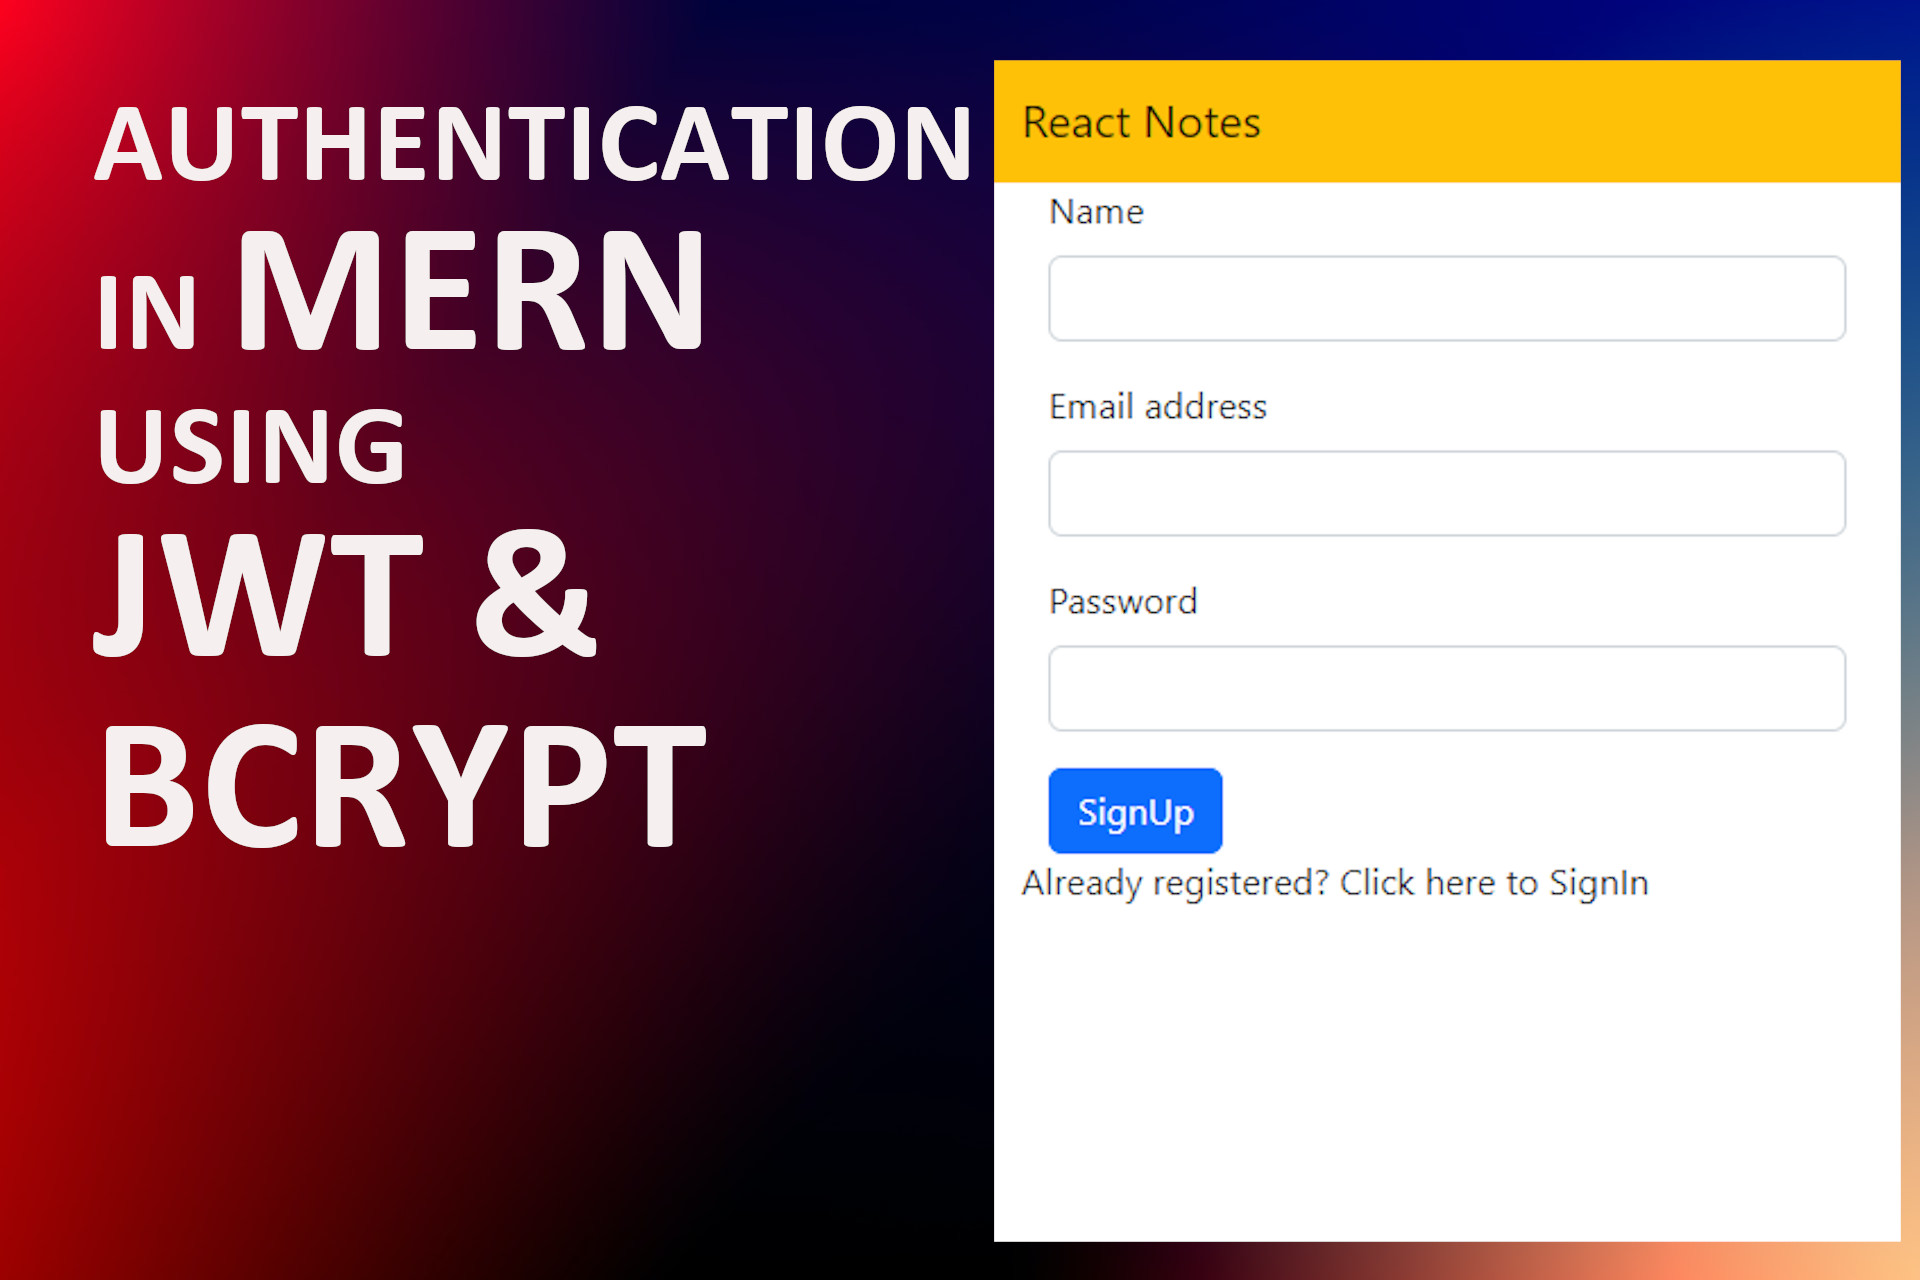 AUTHENTICATION
IN MERN
USING
JWT &
BCRYPT
React Notes
Name
Email address
Password
SignUp
Already registered? Click here to SignIn